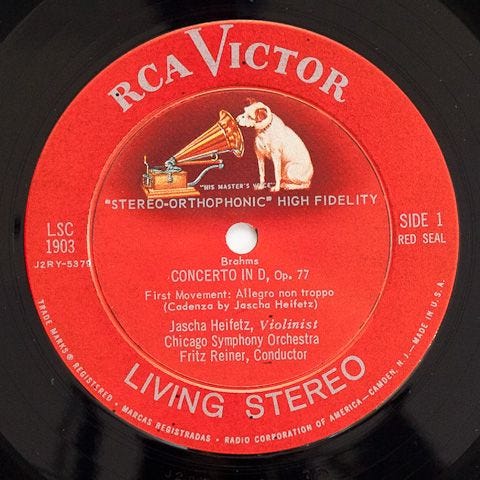 RCA VICTOR
"HIS MASTER'S VOICE"
"STEREO-ORTHOPHONIC" HIGH FIDELITY
LSC
1903
J2RY-5379
SIDE 1
RED SEAL
Brahms
CONCERTO IN D, Op. 77
First Movement: Allegro non troppo
(Cadenza by Jascha Heifetz)
Jascha Heifetz, Violinist
Chicago Symphony Orchestra
Fritz Reiner, Conductor
LIVING STEREO
TRADE MARKS ® REGISTERED • MARCAS REGISTRADAS • RADIO CORPORATION OF AMERICA—CAMDEN, N.J.—MADE IN U.S.A.